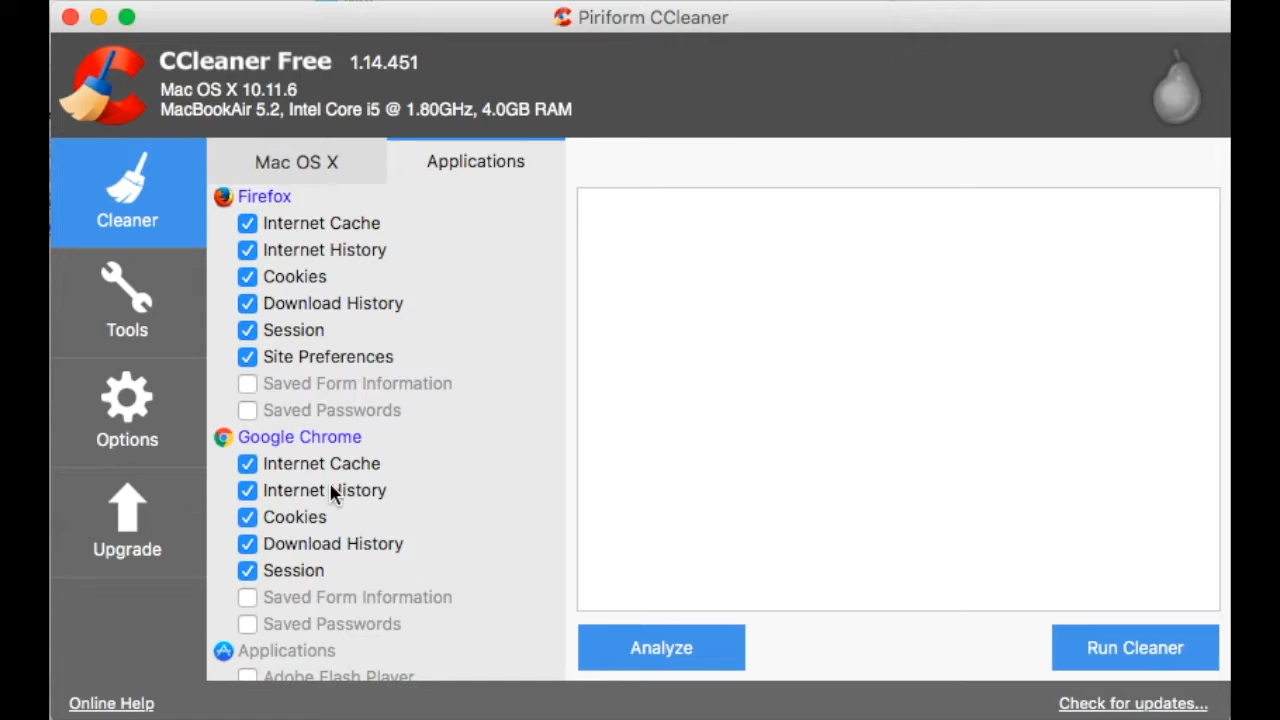 Piriform CCleaner
CCleaner Free 1.14.451
Mac OS X 10.11.6
MacBookAir 5.2, Intel Core i5 @ 1.80GHz, 4.0GB RAM
Cleaner
Tools
Options
Upgrade
Mac OS X
Applications
Firefox
Internet Cache
Internet History
Cookies
Download History
Session
Site Preferences
Saved Form Information
Saved Passwords
Google Chrome
Internet Cache
Internet History
Cookies
Download History
Session
Saved Form Information
Saved Passwords
Applications
Adobe Flash Player
Analyze
Run Cleaner
Online Help
Check for updates...